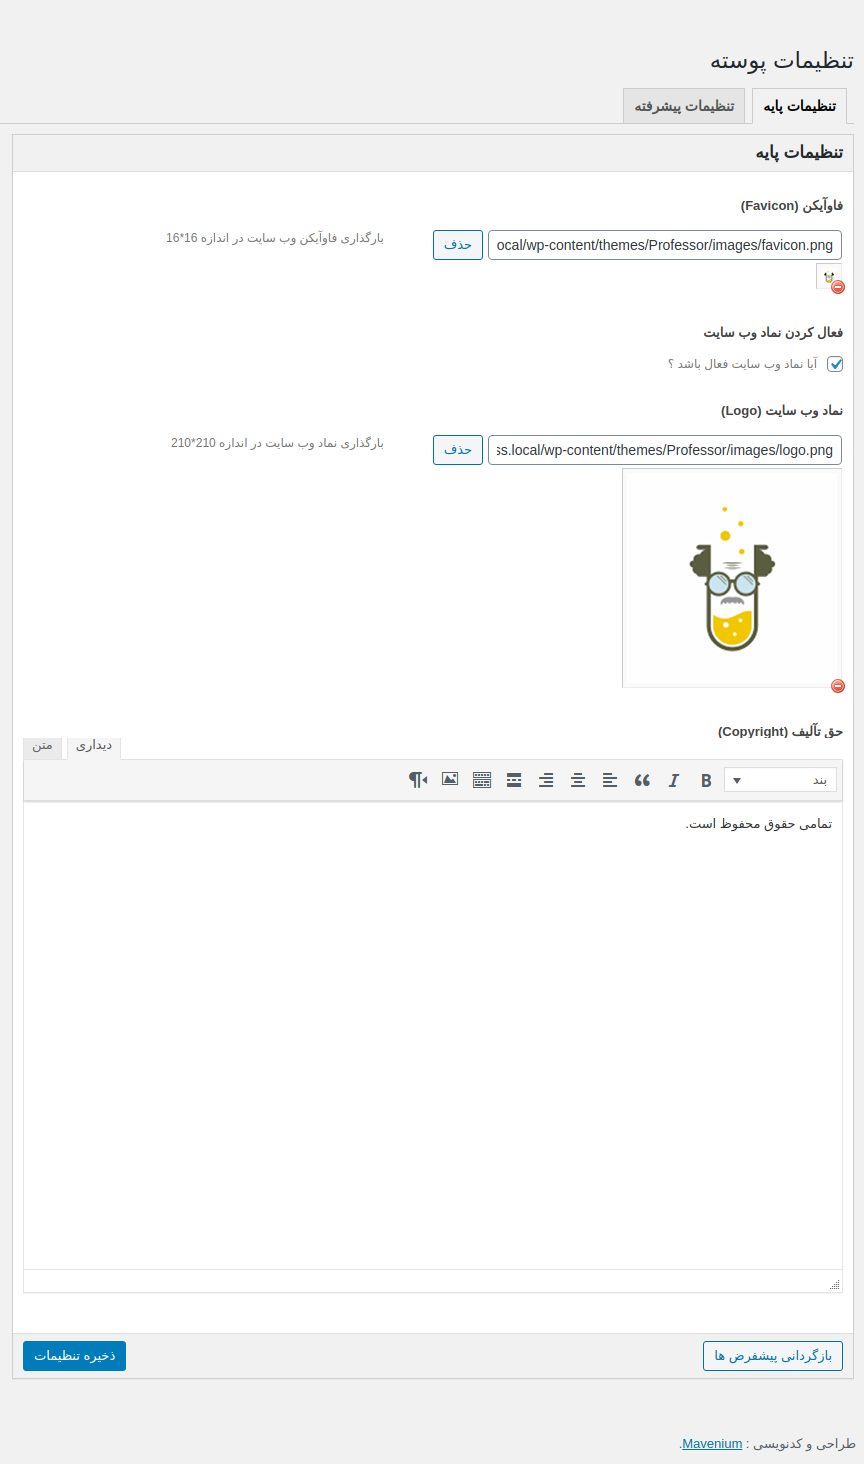 تنظیمات پوسته
تنظیمات پایه
تنظیمات پیشرفته
تنظیمات پایه
فاوآیکن (Favicon)
ocal/wp-content/themes/Professor/images/favicon.png
حذف
بارگذاری فاوآیکن وب سایت در اندازه 16*16
فعال کردن نماد وب سایت
آیا نماد وب سایت فعال باشد ؟
نماد وب سایت (Logo)
ss.local/wp-content/themes/Professor/images/logo.png
حذف
بارگذاری نماد وب سایت در اندازه 210*210
حق تآلیف (Copyright)
دیداری
متن
بند
تمامی حقوق محفوظ است.
بازگردانی پیشفرض ها
ذخیره تنظیمات
طراحی و کدنویسی : Mavenium.